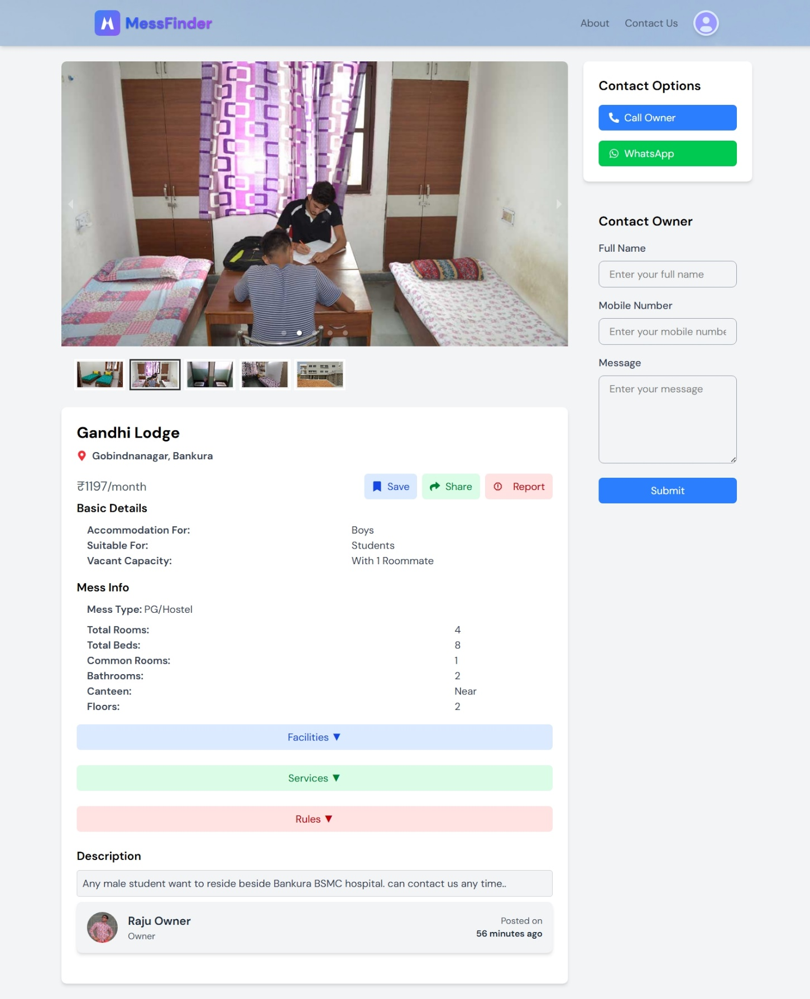 MessFinder
About
Contact Us
Contact Options
Call Owner
WhatsApp
Contact Owner
Full Name
Enter your full name
Mobile Number
Enter your mobile numbe
Message
Enter your message
Submit
Gandhi Lodge
Gobindnanagar, Bankura
₹1197/month
Save
Share
Report
Basic Details
Accommodation For: Boys
Suitable For: Students
Vacant Capacity: With 1 Roommate
Mess Info
Mess Type: PG/Hostel
Total Rooms: 4
Total Beds: 8
Common Rooms: 1
Bathrooms: 2
Canteen: Near
Floors: 2
Facilities ▼
Services ▼
Rules ▼
Description
Any male student want to reside beside Bankura BSMC hospital. can contact us any time..
Raju Owner
Owner
Posted on
56 minutes ago